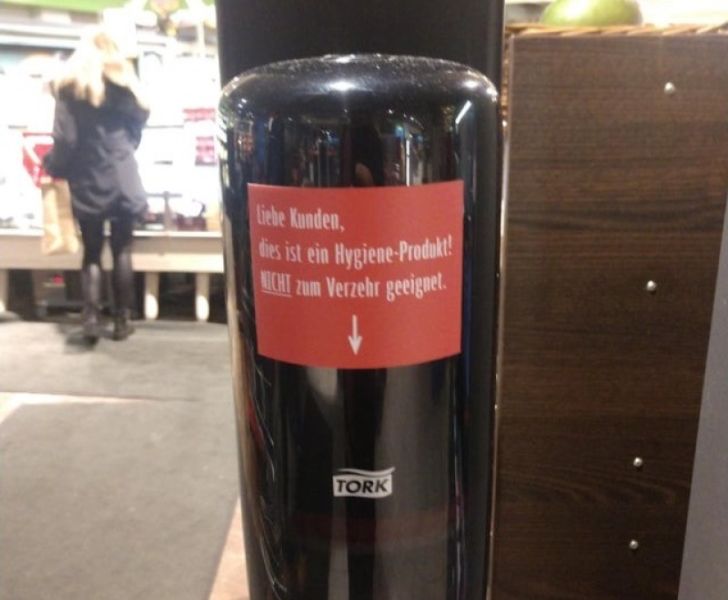 Liebe Kunden,
dies ist ein Hygiene-Produkt!
NICHT zum Verzehr geeignet.
TORK